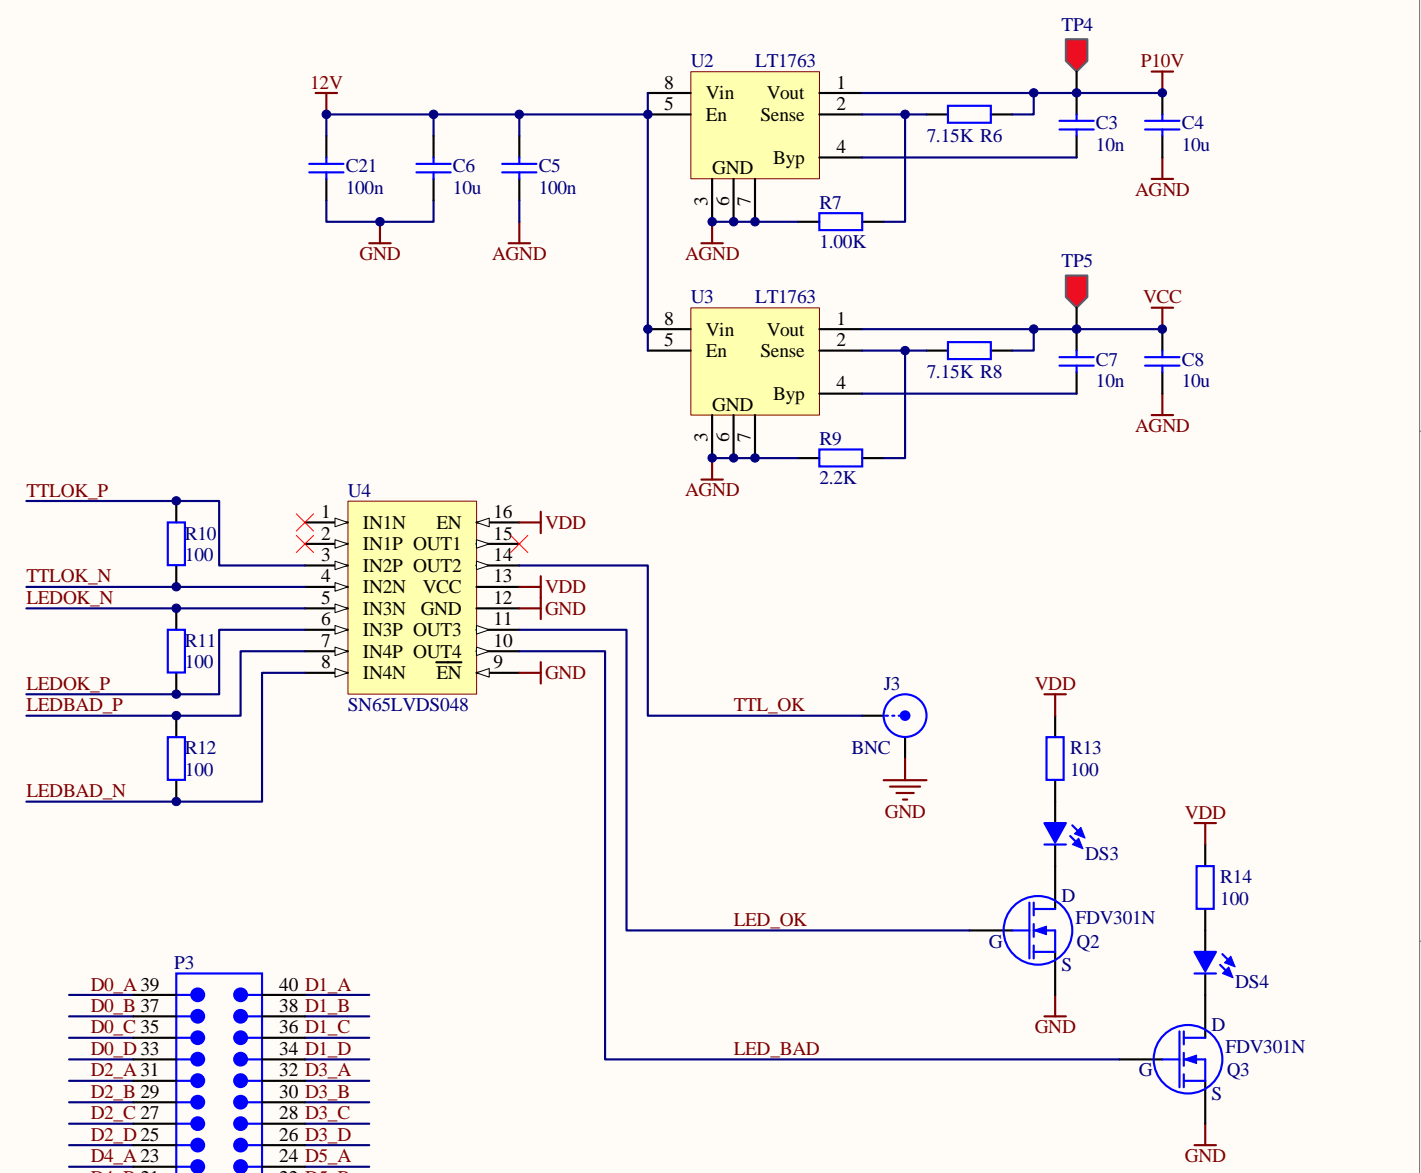 TP4
U2 LT1763 P10V
12V
8 Vin Vout 1
5 En Sense 2
7.15K R6
C3
10n
C4
10u
Byp 4
GND
C21
100n
C6
10u
C5
100n
3 6 7
R7
1.00K
AGND
GND
AGND
AGND
TP5
U3 LT1763 VCC
8 Vin Vout 1
5 En Sense 2
7.15K R8
C7
10n
C8
10u
Byp 4
GND
3 6 7
R9
2.2K
AGND
AGND
TTLOK_P
U4
R10
100
TTLOK_N
LEDOK_N
R11
100
LEDOK_P
LEDBAD_P
R12
100
LEDBAD_N
1 IN1N EN 16 VDD
2 IN1P OUT1 15
3 IN2P OUT2 14
4 IN2N VCC 13 VDD
5 IN3N GND 12 GND
6 IN3P OUT3 11
7 IN4P OUT4 10
8 IN4N EN 9 GND
SN65LVDS048
TTL_OK
J3
BNC
GND
VDD
R13
100
DS3
LED_OK
D
FDV301N
G Q2
S
GND
VDD
R14
100
DS4
LED_BAD
D
FDV301N
G Q3
S
GND
P3
D0_A 39 40 D1_A
D0_B 37 38 D1_B
D0_C 35 36 D1_C
D0_D 33 34 D1_D
D2_A 31 32 D3_A
D2_B 29 30 D3_B
D2_C 27 28 D3_C
D2_D 25 26 D3_D
D4_A 23 24 D5_A